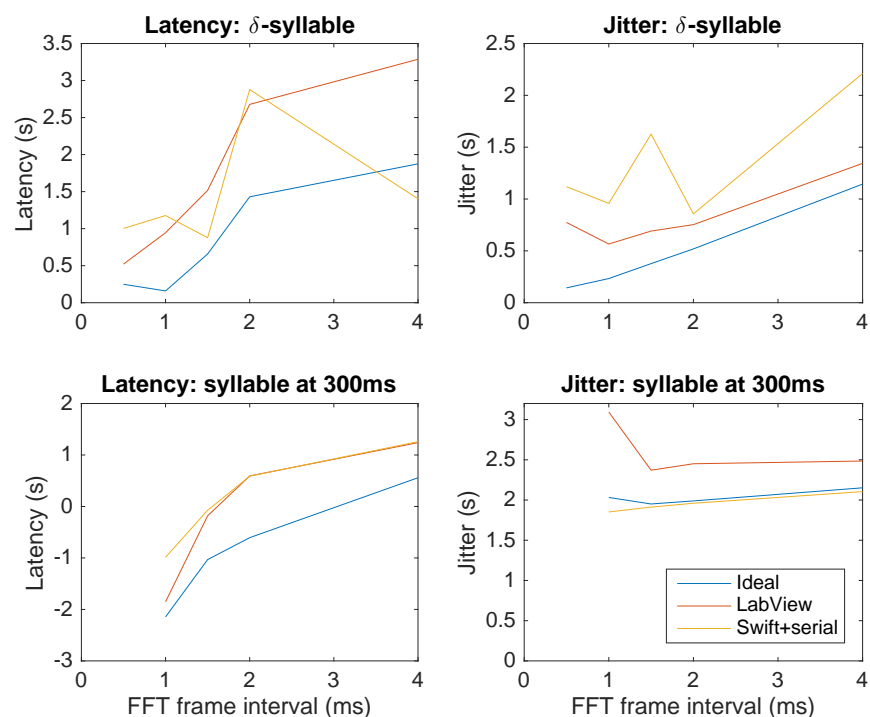 Latency: δ-syllable
Latency (s)
3.5
3
2.5
2
1.5
1
0.5
0
0 1 2 3 4
Jitter: δ-syllable
Jitter (s)
2.5
2
1.5
1
0.5
0
0 1 2 3 4
Latency: syllable at 300ms
Latency (s)
2
1
0
-1
-2
-3
0 1 2 3 4
FFT frame interval (ms)
Jitter: syllable at 300ms
Jitter (s)
3
2.5
2
1.5
1
0.5
0
Ideal
LabView
Swift+serial
0 1 2 3 4
FFT frame interval (ms)